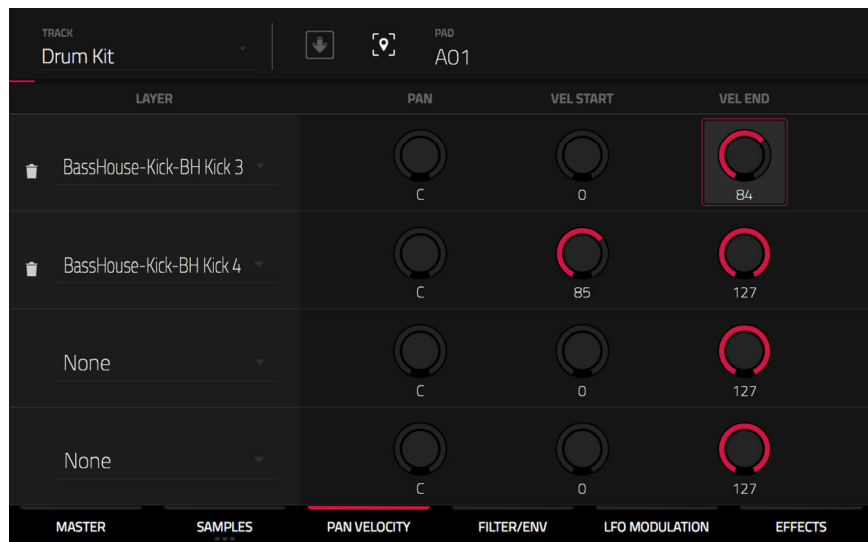 TRACK
Drum Kit
PAD
A01
LAYER PAN VEL START VEL END
BassHouse-Kick-BH Kick 3
C 0 84
BassHouse-Kick-BH Kick 4
C 85 127
None
C 0 127
None
C 0 127
MASTER SAMPLES PAN VELOCITY FILTER/ENV LFO MODULATION EFFECTS